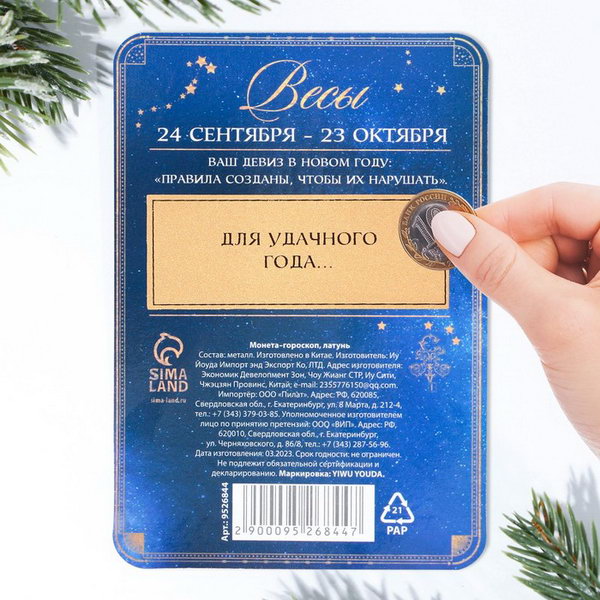 Весы
24 СЕНТЯБРЯ – 23 ОКТЯБРЯ
ВАШ ДЕВИЗ В НОВОМ ГОДУ:
«ПРАВИЛА СОЗДАНЫ, ЧТОБЫ ИХ НАРУШАТЬ».
БАНК РОССИИ
10
ДЛЯ УДАЧНОГО
ГОДА...
SIMA
LAND
sima-land.ru
Монета–гороскоп, латунь
Состав: металл. Изготовлено в Китае. Изготовитель: Иу
Йоуда Импорт энд Экспорт Ко, ЛТД. Адрес изготовителя:
Экономик Девелопмент Зон, Чоу Жианг СТР, Иу Сити,
Чжэцзян Провинс, Китай; e-mail: 2355776150@qq.com.
Импортёр: ООО «Пилат». Адрес: РФ, 620085,
Свердловская обл., г. Екатеринбург, ул. 8 Марта, д. 212-4,
тел.: +7 (343) 379-03-85. Уполномоченное изготовителем
лицо по принятию претензий: ООО «ВИП». Адрес: РФ,
620010, Свердловская обл., г. Екатеринбург,
ул. Черняховского, д. 86/8, тел.: +7 (343) 287-56-96.
Дата изготовления: 03.2023. Срок годности: не ограничен.
Не подлежит обязательной сертификации и
декларированию. Маркировка: YIWU YOUDA.
Арт.: 9526844
2 900095 268447
21
PAP